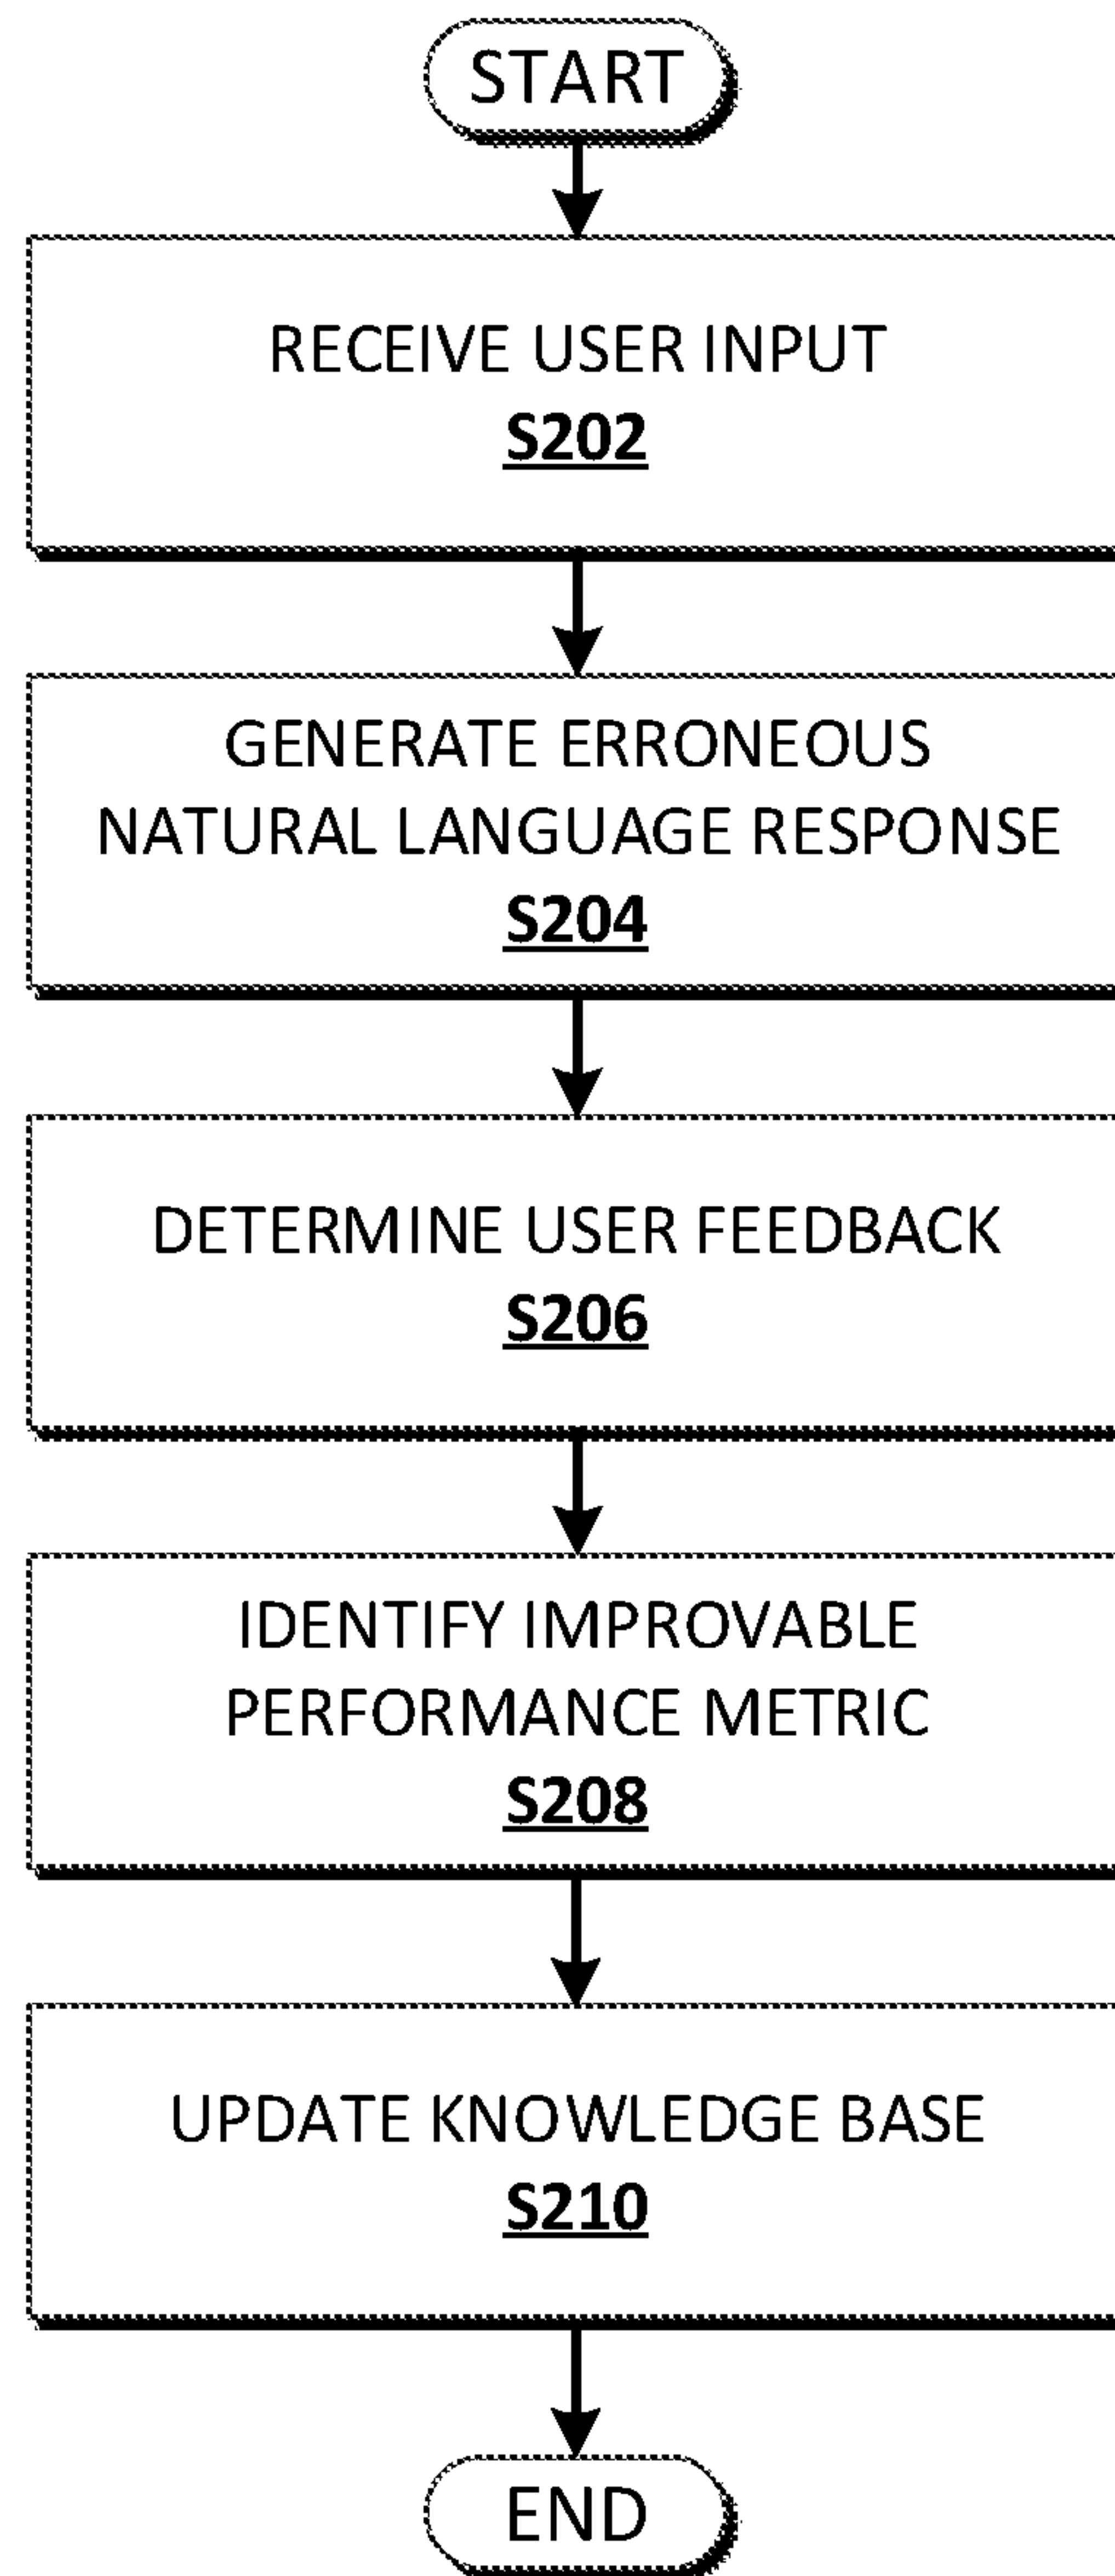 START
RECEIVE USER INPUT
S202
GENERATE ERRONEOUS
NATURAL LANGUAGE RESPONSE
S204
DETERMINE USER FEEDBACK
S206
IDENTIFY IMPROVABLE
PERFORMANCE METRIC
S208
UPDATE KNOWLEDGE BASE
S210
END